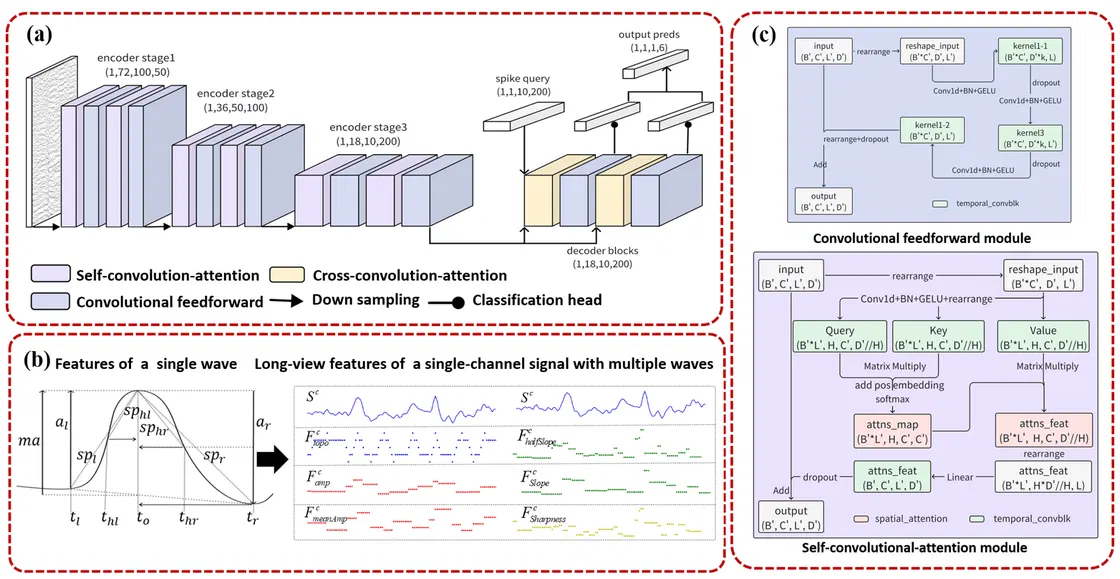 (a)
encoder stage1
(1,72,100,50)
encoder stage2
(1,36,50,100)
encoder stage3
(1,18,10,200)
spike query
(1,1,10,200)
output preds
(1,1,1,6)
decoder blocks
(1,18,10,200)
Self-convolution-attention
Cross-convolution-attention
Convolutional feedforward
Down sampling
Classification head
(b) Features of a single wave
Long-view features of a single-channel signal with multiple waves
ma
a_l
sp_hl
sp_hr
a_r
sp_l
sp_r
t_l
t_hl
t_o
t_hr
t_r
S^c
S^c
F^c_topo
F^c_halfSlope
F^c_amp
F^c_Slope
F^c_meanAmp
F^c_Sharpness
(c)
input
(B', C', L', D')
rearrange
reshape_input
(B'*C', D', L')
kernel1-1
(B'*C', D'*k, L)
Conv1d+BN+GELU
dropout
Conv1d+BN+GELU
kernel1-2
(B'*C', D', L')
kernel3
(B'*C', D'*k, L')
rearrange+dropout
dropout
Conv1d+BN+GELU
Add
output
(B', C', L', D')
temporal_convblk
Convolutional feedforward module
input
(B', C', L', D')
rearrange
reshape_input
(B'*C', D', L')
Conv1d+BN+GELU+rearrange
Query
(B'*L', H, C', D'//H)
Key
(B'*L', H, C', D'//H)
Value
(B'*L', H, C', D'//H)
Matrix Multiply
Matrix Multiply
add pos embedding
softmax
attns_map
(B'*L', H, C', C')
attns_feat
(B'*L', H, C', D'//H)
rearrange
attns_feat
(B', C', L', D')
attns_feat
(B'*L', H*D'//H, L)
dropout
Linear
Add
output
(B', C', L', D')
spatial_attention
temporal_convblk
Self-convolutional-attention module